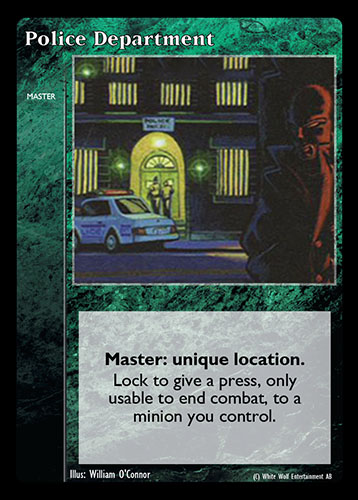 Police Department
MASTER
POLICE
Master: unique location.
Lock to give a press, only
usable to end combat, to a
minion you control.
Illus: William O'Connor
(C) White Wolf Entertainment AB